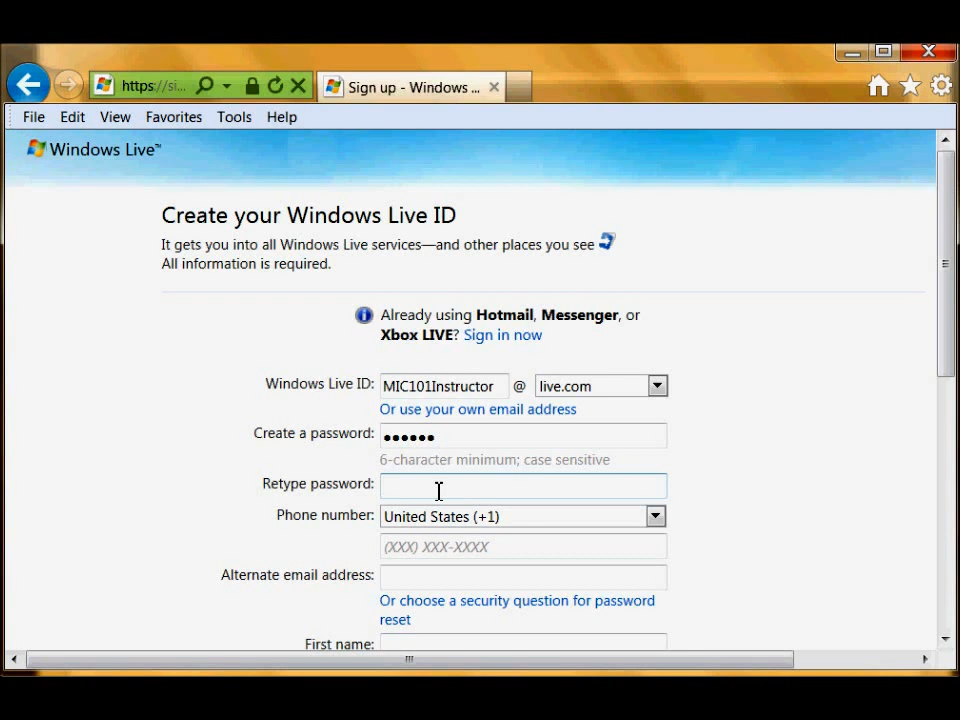 https://si...
Sign up - Windows ...
File Edit View Favorites Tools Help
Windows Live™
Create your Windows Live ID
It gets you into all Windows Live services—and other places you see
All information is required.
Already using Hotmail, Messenger, or
Xbox LIVE? Sign in now
Windows Live ID: MIC101Instructor @ live.com
Or use your own email address
Create a password: ●●●●●●
6-character minimum; case sensitive
Retype password:
Phone number: United States (+1)
(XXX) XXX-XXXX
Alternate email address:
Or choose a security question for password
reset
First name: